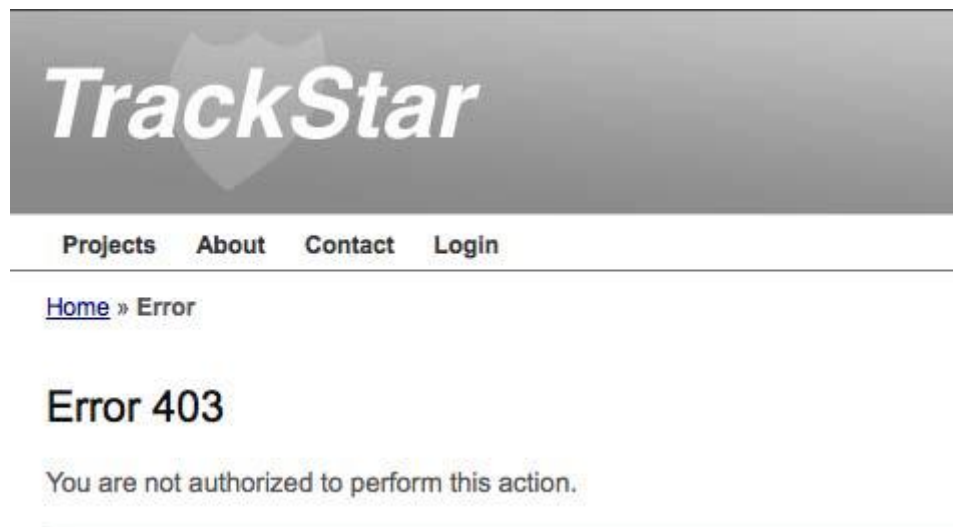 TrackStar
Projects About Contact Login
Home » Error
Error 403
You are not authorized to perform this action.